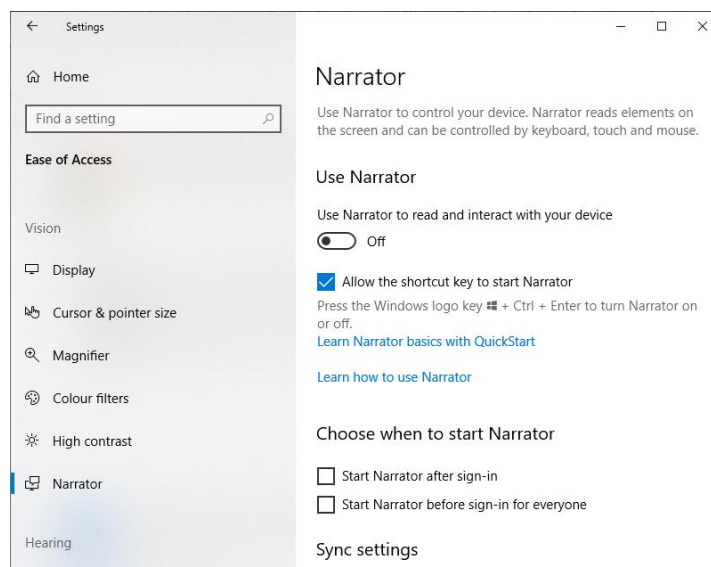 Settings
Home
Find a setting
Ease of Access
Vision
Display
Cursor & pointer size
Magnifier
Colour filters
High contrast
Narrator
Hearing
Narrator
Use Narrator to control your device. Narrator reads elements on
the screen and can be controlled by keyboard, touch and mouse.
Use Narrator
Use Narrator to read and interact with your device
Off
Allow the shortcut key to start Narrator
Press the Windows logo key + Ctrl + Enter to turn Narrator on
or off.
Learn Narrator basics with QuickStart
Learn how to use Narrator
Choose when to start Narrator
Start Narrator after sign-in
Start Narrator before sign-in for everyone
Sync settings